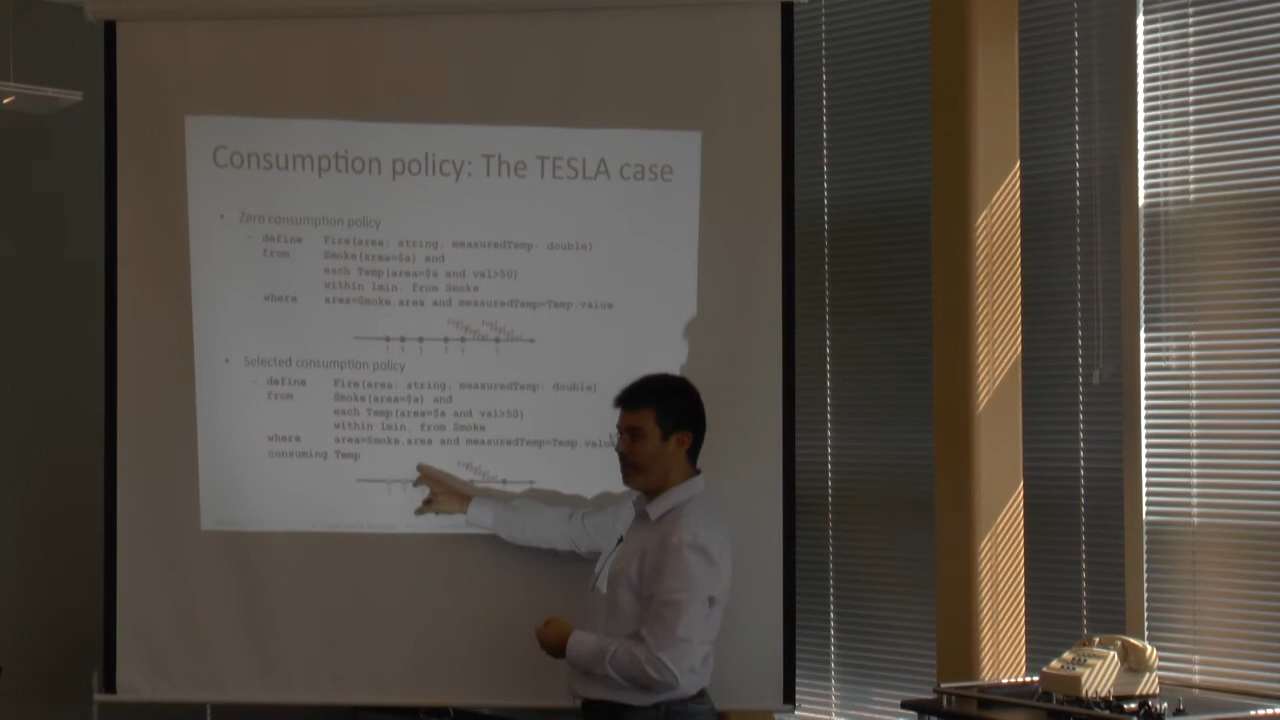 Consumption policy: The TESLA case
• Zero consumption policy
– define Fire(area: string, measuredTemp: double)
from Smoke(area=$a) and
each Temp(area=$a and val>50)
within 1min. from Smoke
where area=Smoke.area and measuredTemp=Temp.value
• Selected consumption policy
– define Fire(area: string, measuredTemp: double)
from Smoke(area=$a) and
each Temp(area=$a and val>50)
within 1min. from Smoke
where area=Smoke.area and measuredTemp=Temp.value
consuming Temp